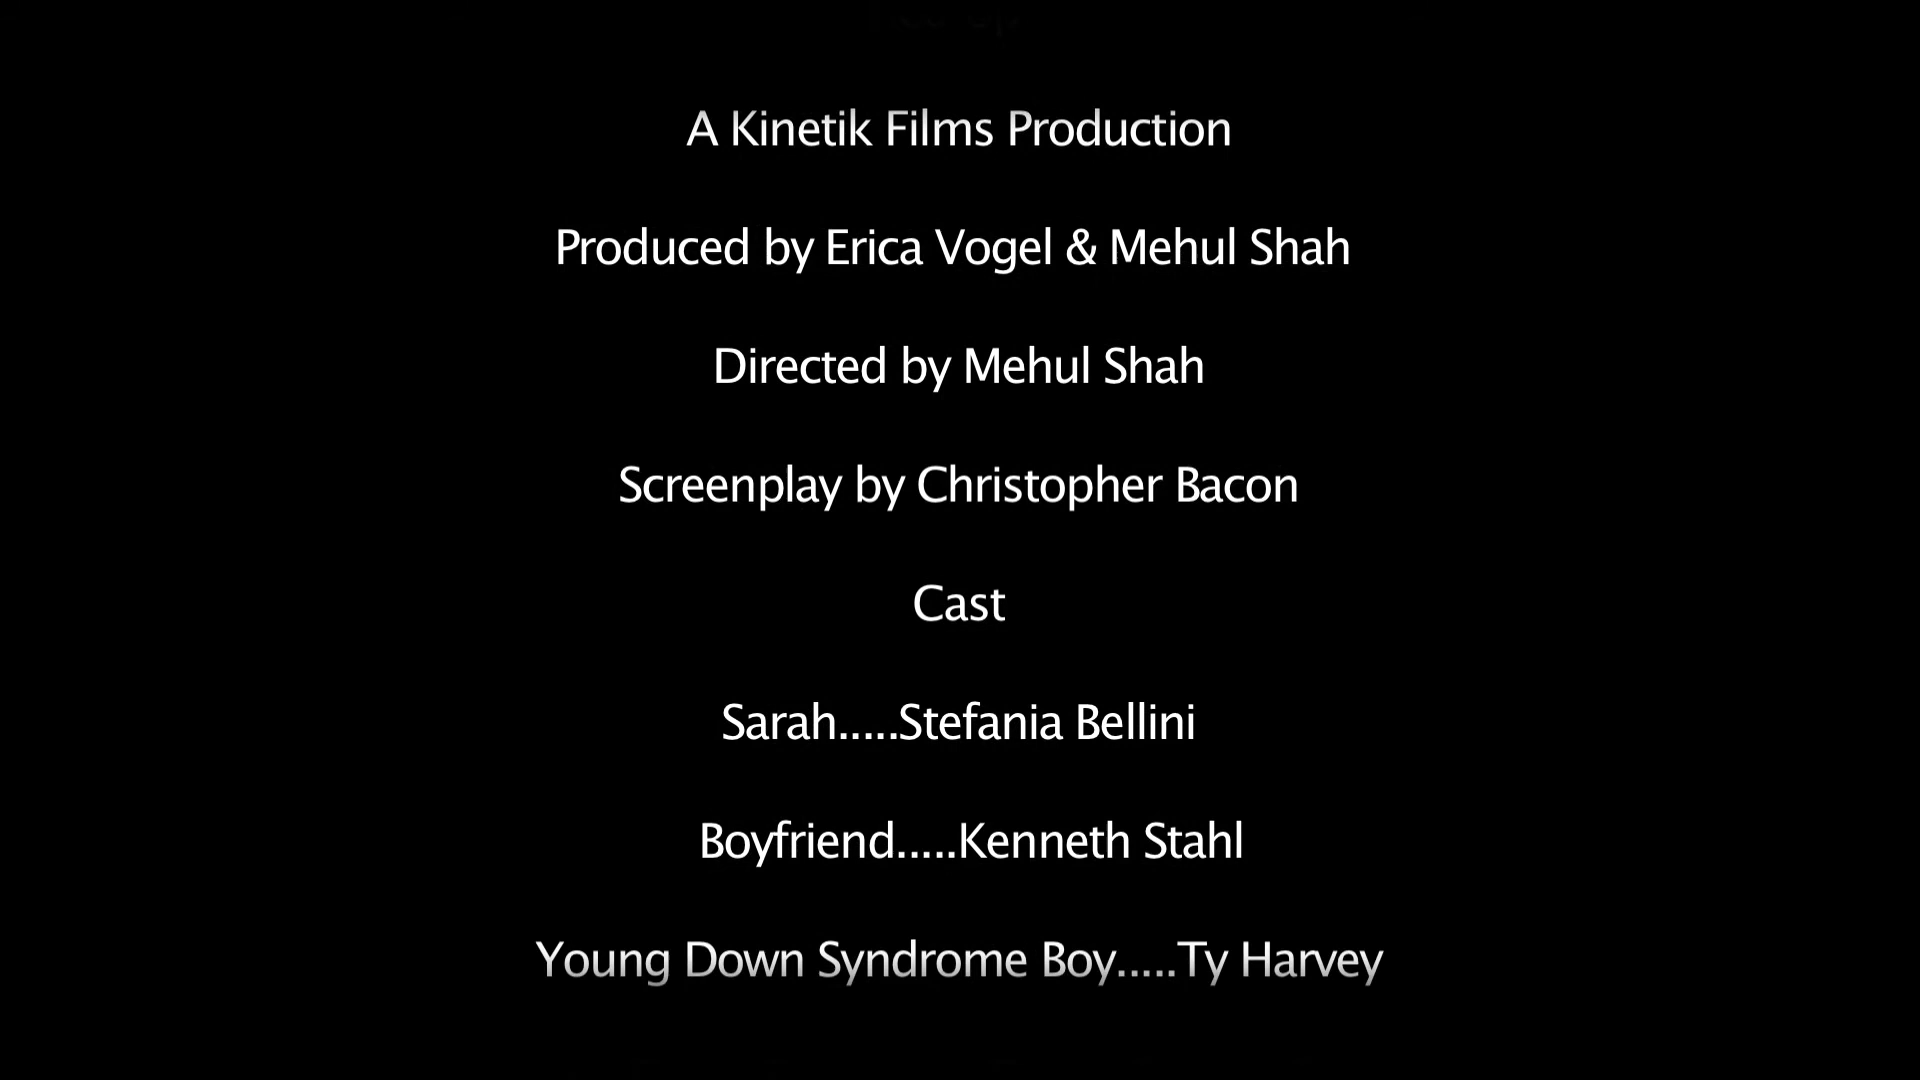 A Kinetik Films Production
Produced by Erica Vogel & Mehul Shah
Directed by Mehul Shah
Screenplay by Christopher Bacon
Cast
Sarah.....Stefania Bellini
Boyfriend.....Kenneth Stahl
Young Down Syndrome Boy.....Ty Harvey